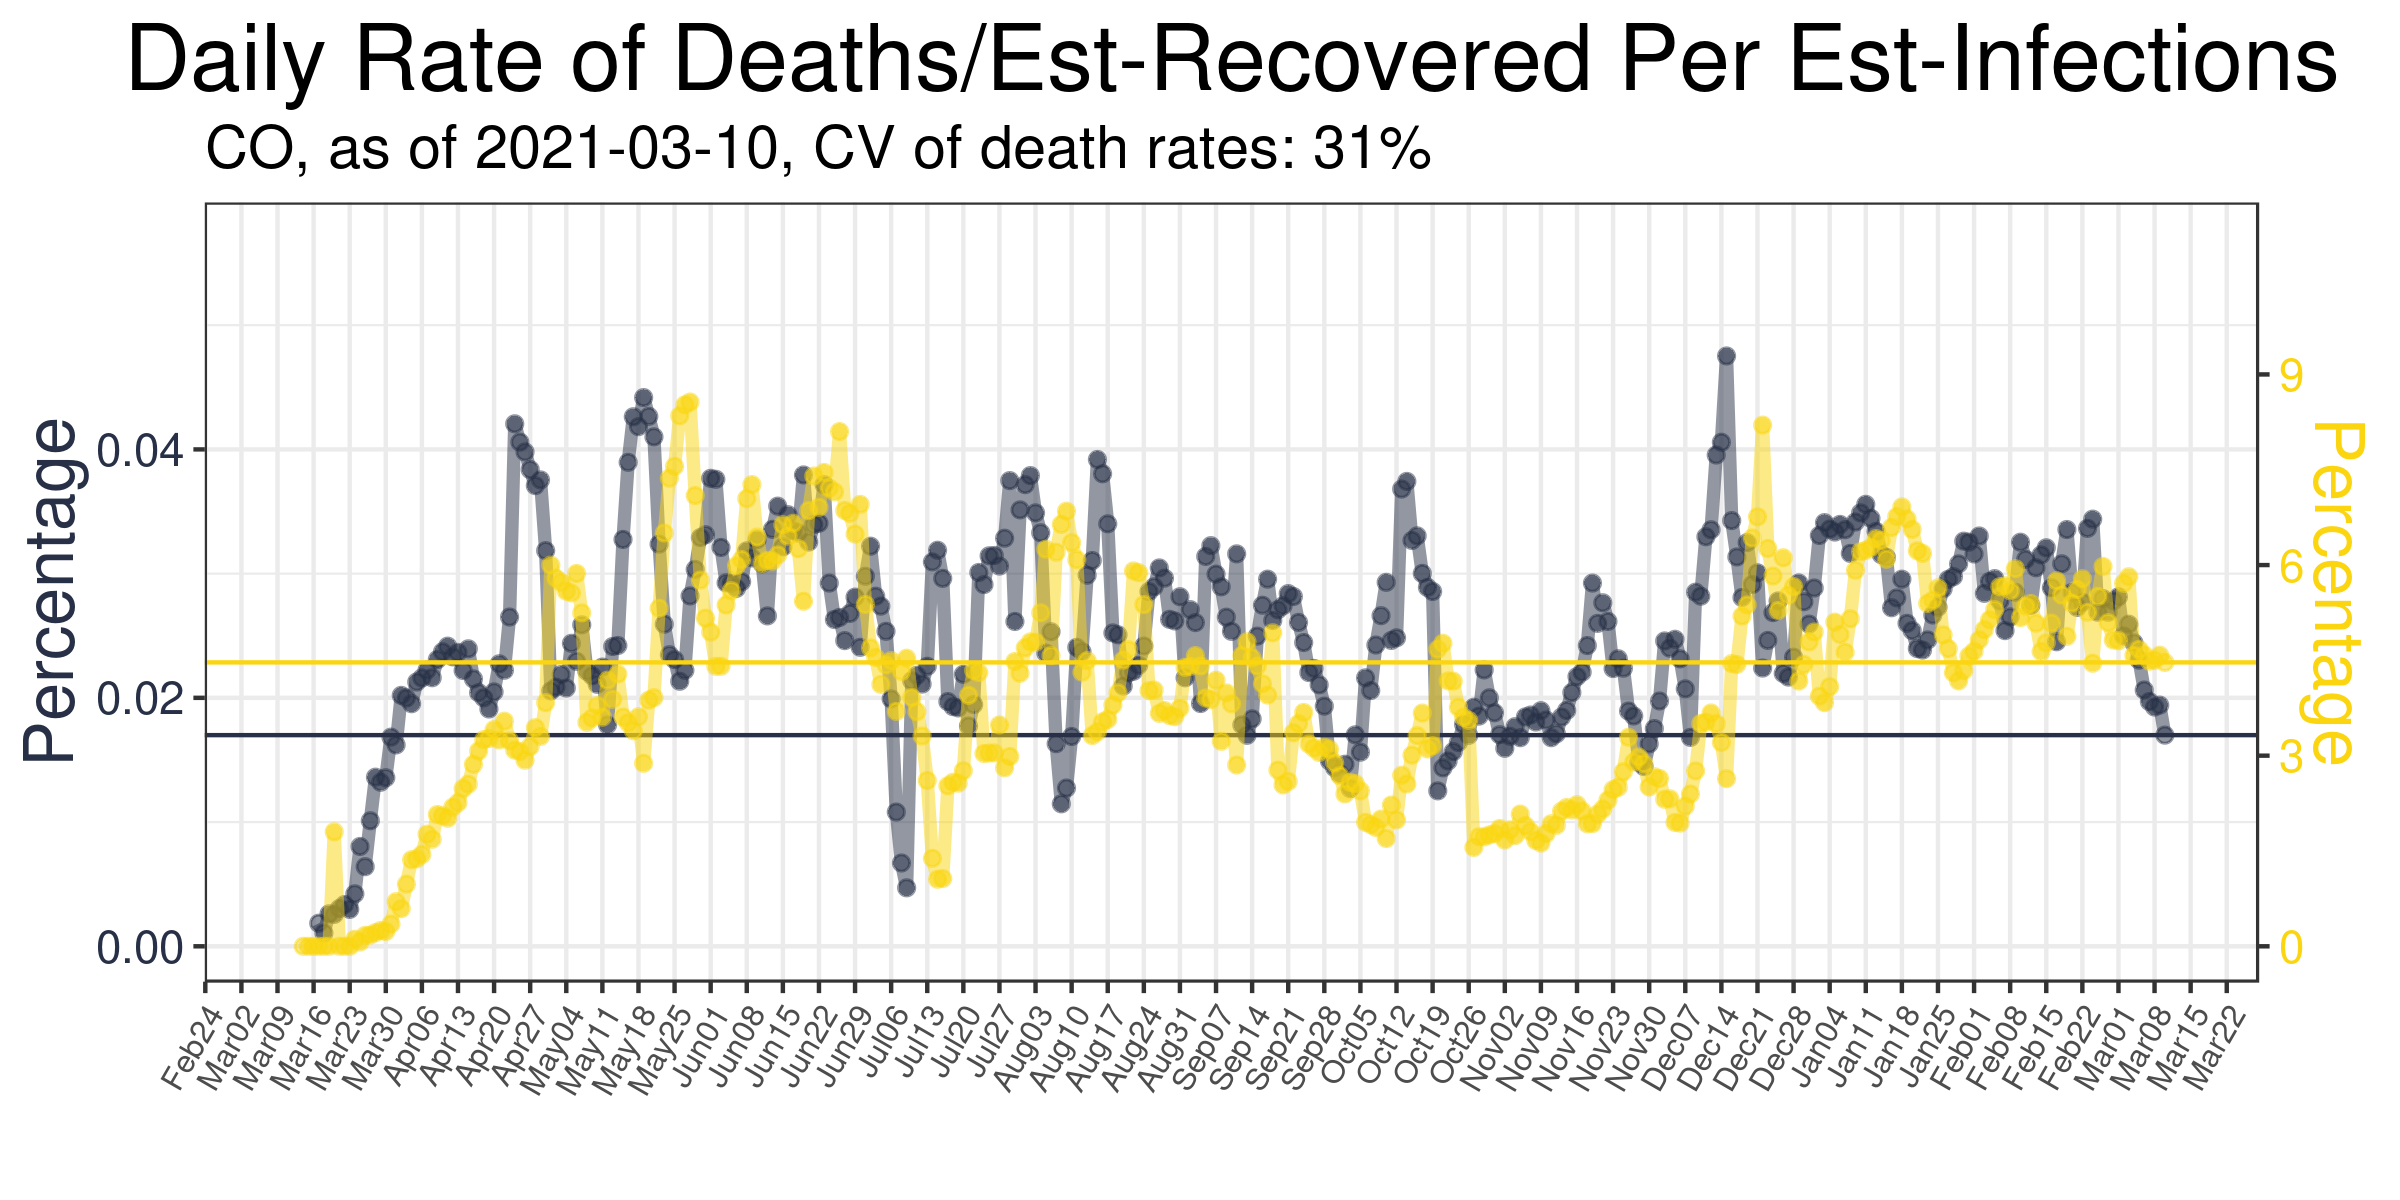 Daily Rate of Deaths/Est-Recovered Per Est-Infections
CO, as of 2021-03-10, CV of death rates: 31%
Percentage
0.04
0.02
0.00
9
6
3
0
Percentage
Feb24
Mar02
Mar09
Mar16
Mar23
Mar30
Apr06
Apr13
Apr20
Apr27
May04
May11
May18
May25
Jun01
Jun08
Jun15
Jun22
Jun29
Jul06
Jul13
Jul20
Jul27
Aug03
Aug10
Aug17
Aug24
Aug31
Sep07
Sep14
Sep21
Sep28
Oct05
Oct12
Oct19
Oct26
Nov02
Nov09
Nov16
Nov23
Nov30
Dec07
Dec14
Dec21
Dec28
Jan04
Jan11
Jan18
Jan25
Feb01
Feb08
Feb15
Feb22
Mar01
Mar08
Mar15
Mar22